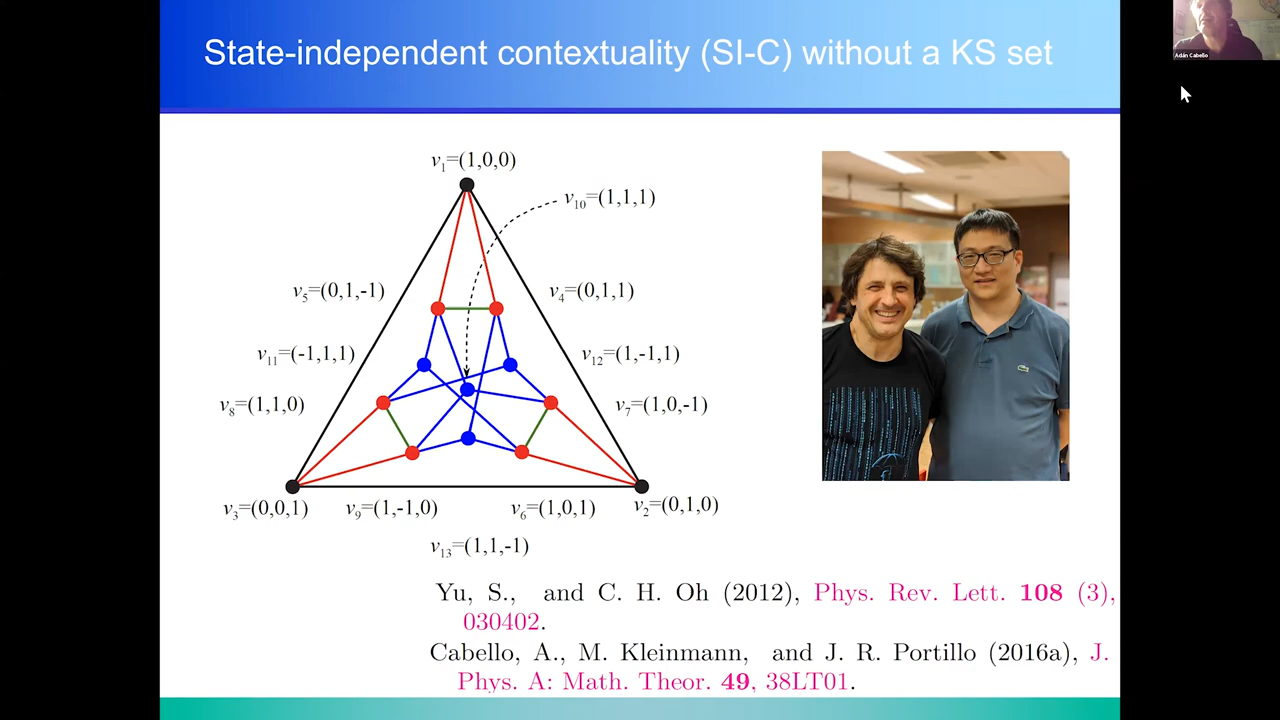 State-independent contextuality (SI-C) without a KS set
Adán Cabello
v1=(1,0,0)
v10=(1,1,1)
v5=(0,1,-1)
v4=(0,1,1)
v11=(-1,1,1)
v12=(1,-1,1)
v8=(1,1,0)
v7=(1,0,-1)
v3=(0,0,1)
v9=(1,-1,0)
v6=(1,0,1)
v2=(0,1,0)
v13=(1,1,-1)
Yu, S., and C. H. Oh (2012), Phys. Rev. Lett. 108 (3),
030402.
Cabello, A., M. Kleinmann, and J. R. Portillo (2016a), J.
Phys. A: Math. Theor. 49, 38LT01.